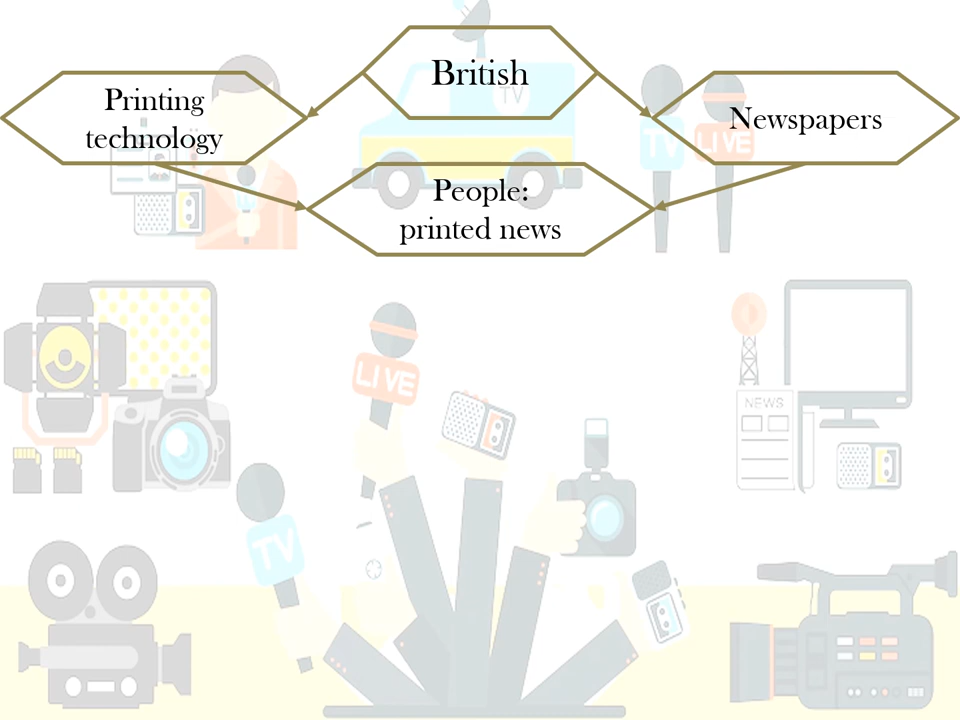 British
Printing
technology
Newspapers
People:
printed news
TV
TV
LIVE
LIVE
NEWS
TV